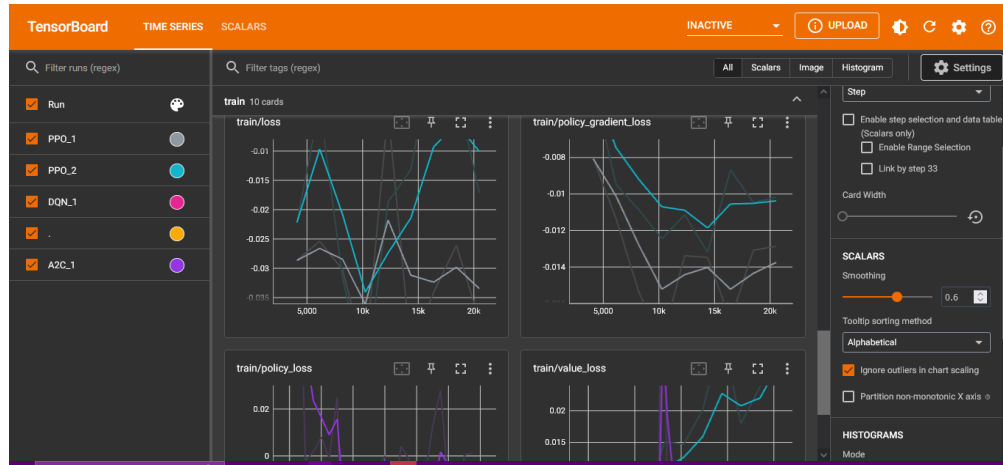 TensorBoard TIME SERIES SCALARS INACTIVE UPLOAD
Filter runs (regex)
Filter tags (regex)
All Scalars Image Histogram
Settings
Run
PPO_1
PPO_2
DQN_1
.
A2C_1
train 10 cards
train/loss
-0.01
-0.015
-0.02
-0.025
-0.03
-0.035
5,000 10k 15k 20k
train/policy_gradient_loss
-0.008
-0.01
-0.012
-0.014
5,000 10k 15k 20k
train/policy_loss
0.02
0
train/value_loss
0.02
0.015
Step
Enable step selection and data table
(Scalars only)
Enable Range Selection
Link by step 33
Card Width
SCALARS
Smoothing
0.6
Tooltip sorting method
Alphabetical
Ignore outliers in chart scaling
Partition non-monotonic X axis
HISTOGRAMS
Mode